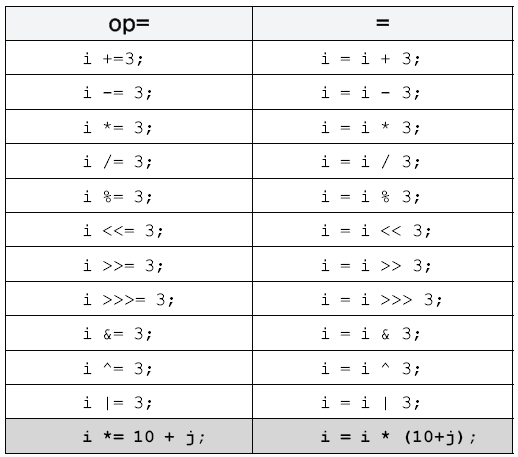 op= =
i +=3; i = i + 3;
i -= 3; i = i - 3;
i *= 3; i = i * 3;
i /= 3; i = i / 3;
i %= 3; i = i % 3;
i <<= 3; i = i << 3;
i >>= 3; i = i >> 3;
i >>>= 3; i = i >>> 3;
i &= 3; i = i & 3;
i ^= 3; i = i ^ 3;
i |= 3; i = i | 3;
i *= 10 + j; i = i * (10+j);